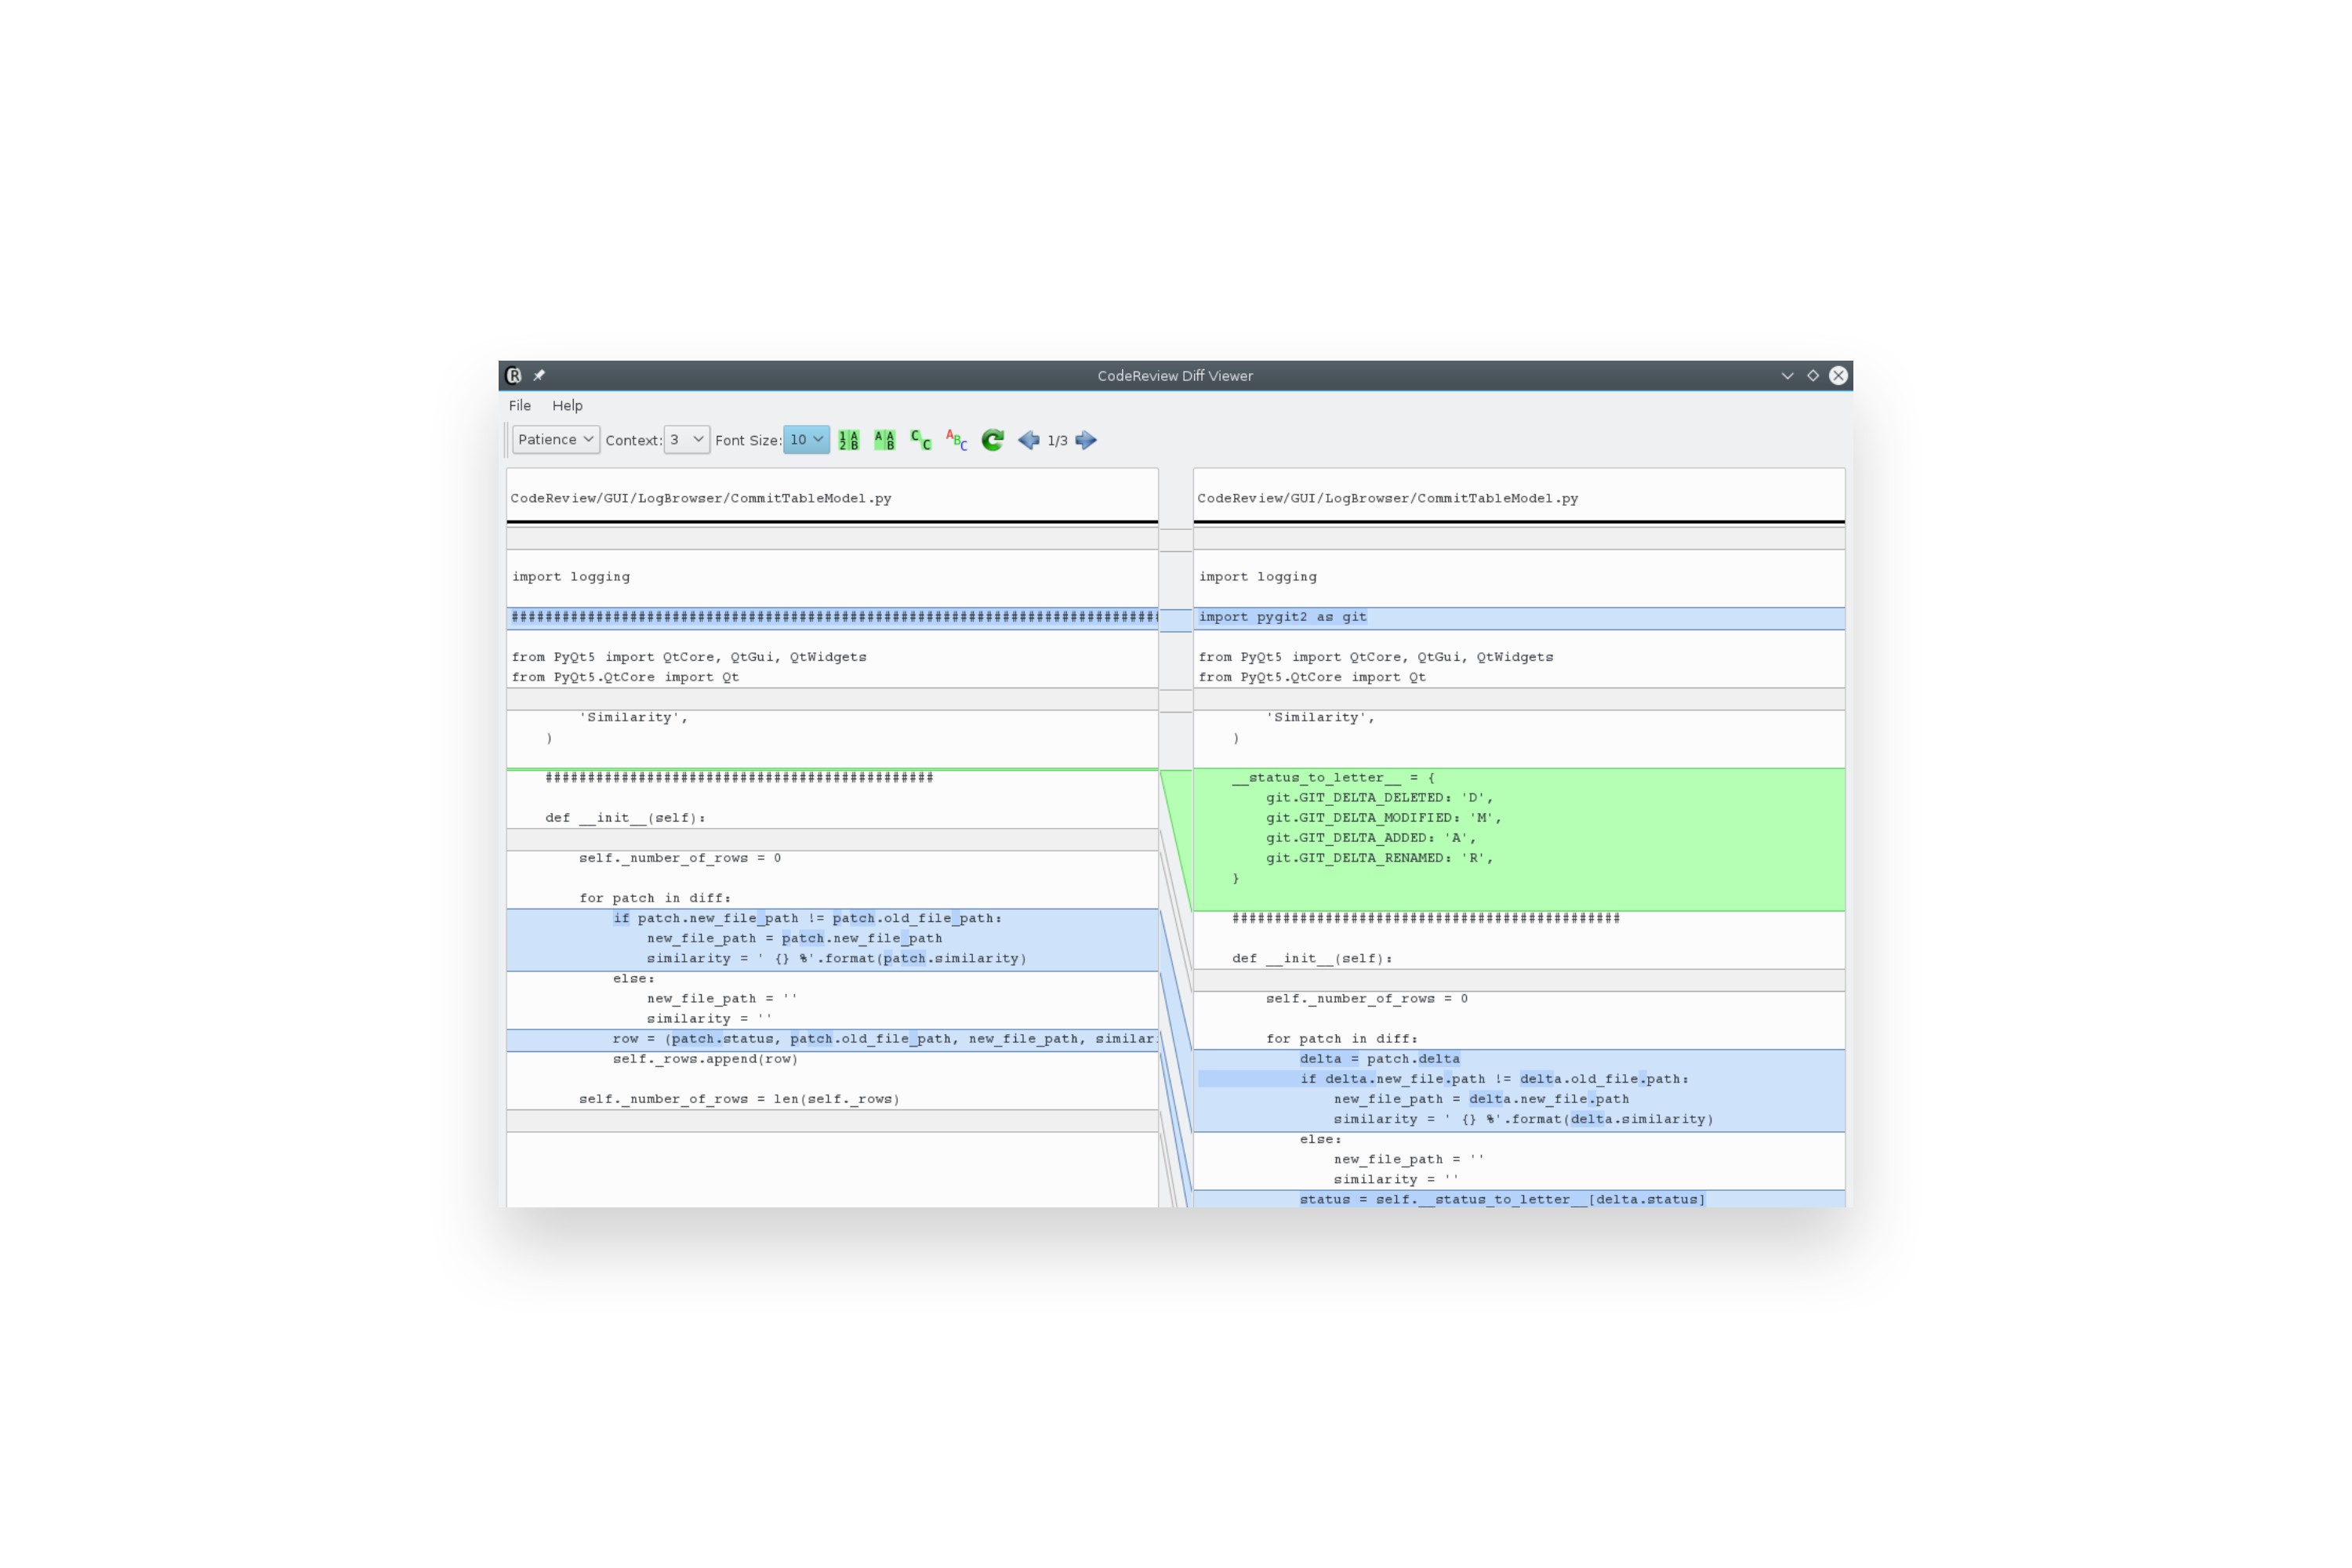 CodeReview Diff Viewer
File Help
Patience Context: 3 Font Size: 10 1/3
CodeReview/GUI/LogBrowser/CommitTableModel.py
import logging
################################################################################
from PyQt5 import QtCore, QtGui, QtWidgets
from PyQt5.QtCore import Qt
'Similarity',
)
##############################################
def __init__(self):
self._number_of_rows = 0
for patch in diff:
if patch.new_file_path != patch.old_file_path:
new_file_path = patch.new_file_path
similarity = ' {} %'.format(patch.similarity)
else:
new_file_path = ''
similarity = ''
row = (patch.status, patch.old_file_path, new_file_path, similar
self._rows.append(row)
self._number_of_rows = len(self._rows)
CodeReview/GUI/LogBrowser/CommitTableModel.py
import logging
import pygit2 as git
from PyQt5 import QtCore, QtGui, QtWidgets
from PyQt5.QtCore import Qt
'Similarity',
)
__status_to_letter__ = {
git.GIT_DELTA_DELETED: 'D',
git.GIT_DELTA_MODIFIED: 'M',
git.GIT_DELTA_ADDED: 'A',
git.GIT_DELTA_RENAMED: 'R',
}
##############################################
def __init__(self):
self._number_of_rows = 0
for patch in diff:
delta = patch.delta
if delta.new_file.path != delta.old_file.path:
new_file_path = delta.new_file.path
similarity = ' {} %'.format(delta.similarity)
else:
new_file_path = ''
similarity = ''
status = self.__status_to_letter__[delta.status]